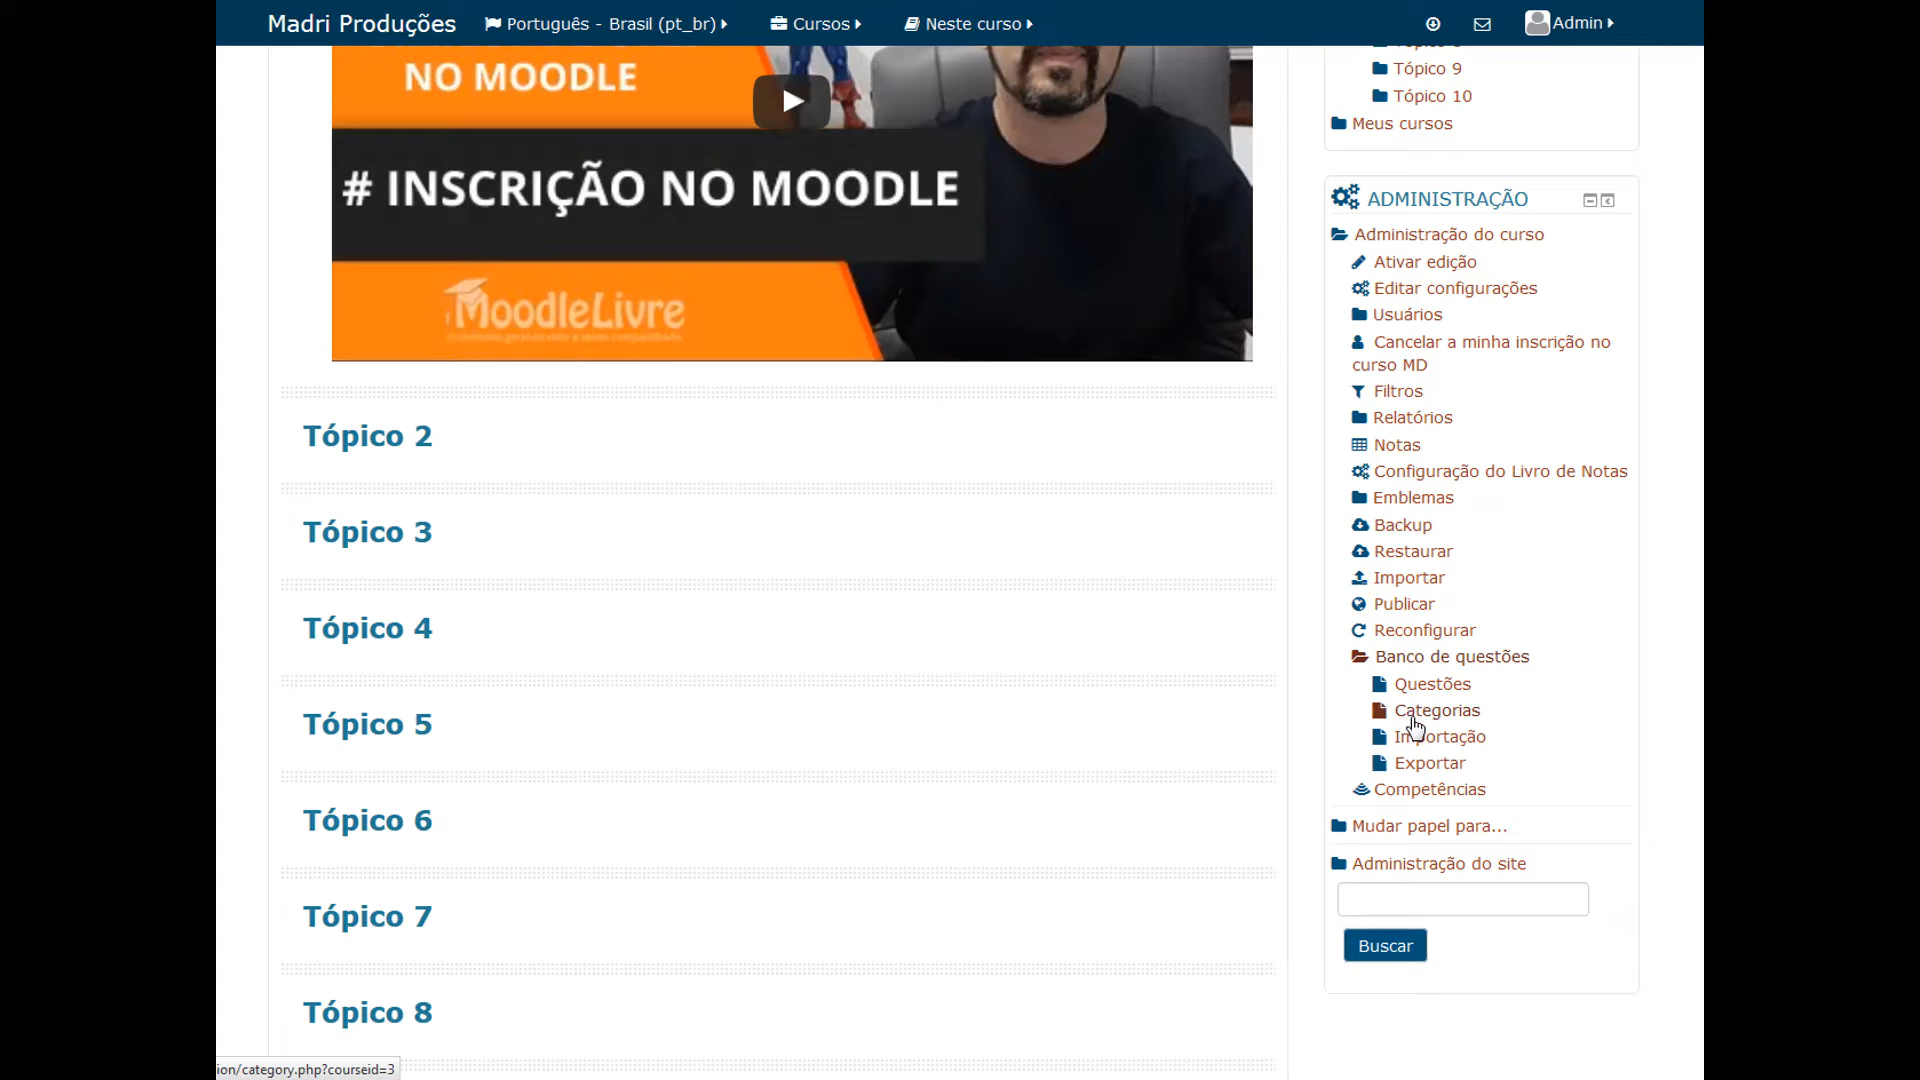 Madri Produções
Português - Brasil (pt_br)
Cursos
Neste curso
Admin
NO MOODLE
# INSCRIÇÃO NO MOODLE
MoodleLivre
Tópico 2
Tópico 3
Tópico 4
Tópico 5
Tópico 6
Tópico 7
Tópico 8
Tópico 9
Tópico 10
Meus cursos
ADMINISTRAÇÃO
Administração do curso
Ativar edição
Editar configurações
Usuários
Cancelar a minha inscrição no
curso MD
Filtros
Relatórios
Notas
Configuração do Livro de Notas
Emblemas
Backup
Restaurar
Importar
Publicar
Reconfigurar
Banco de questões
Questões
Categorias
Importação
Exportar
Competências
Mudar papel para...
Administração do site
Buscar
ion/category.php?courseid=3